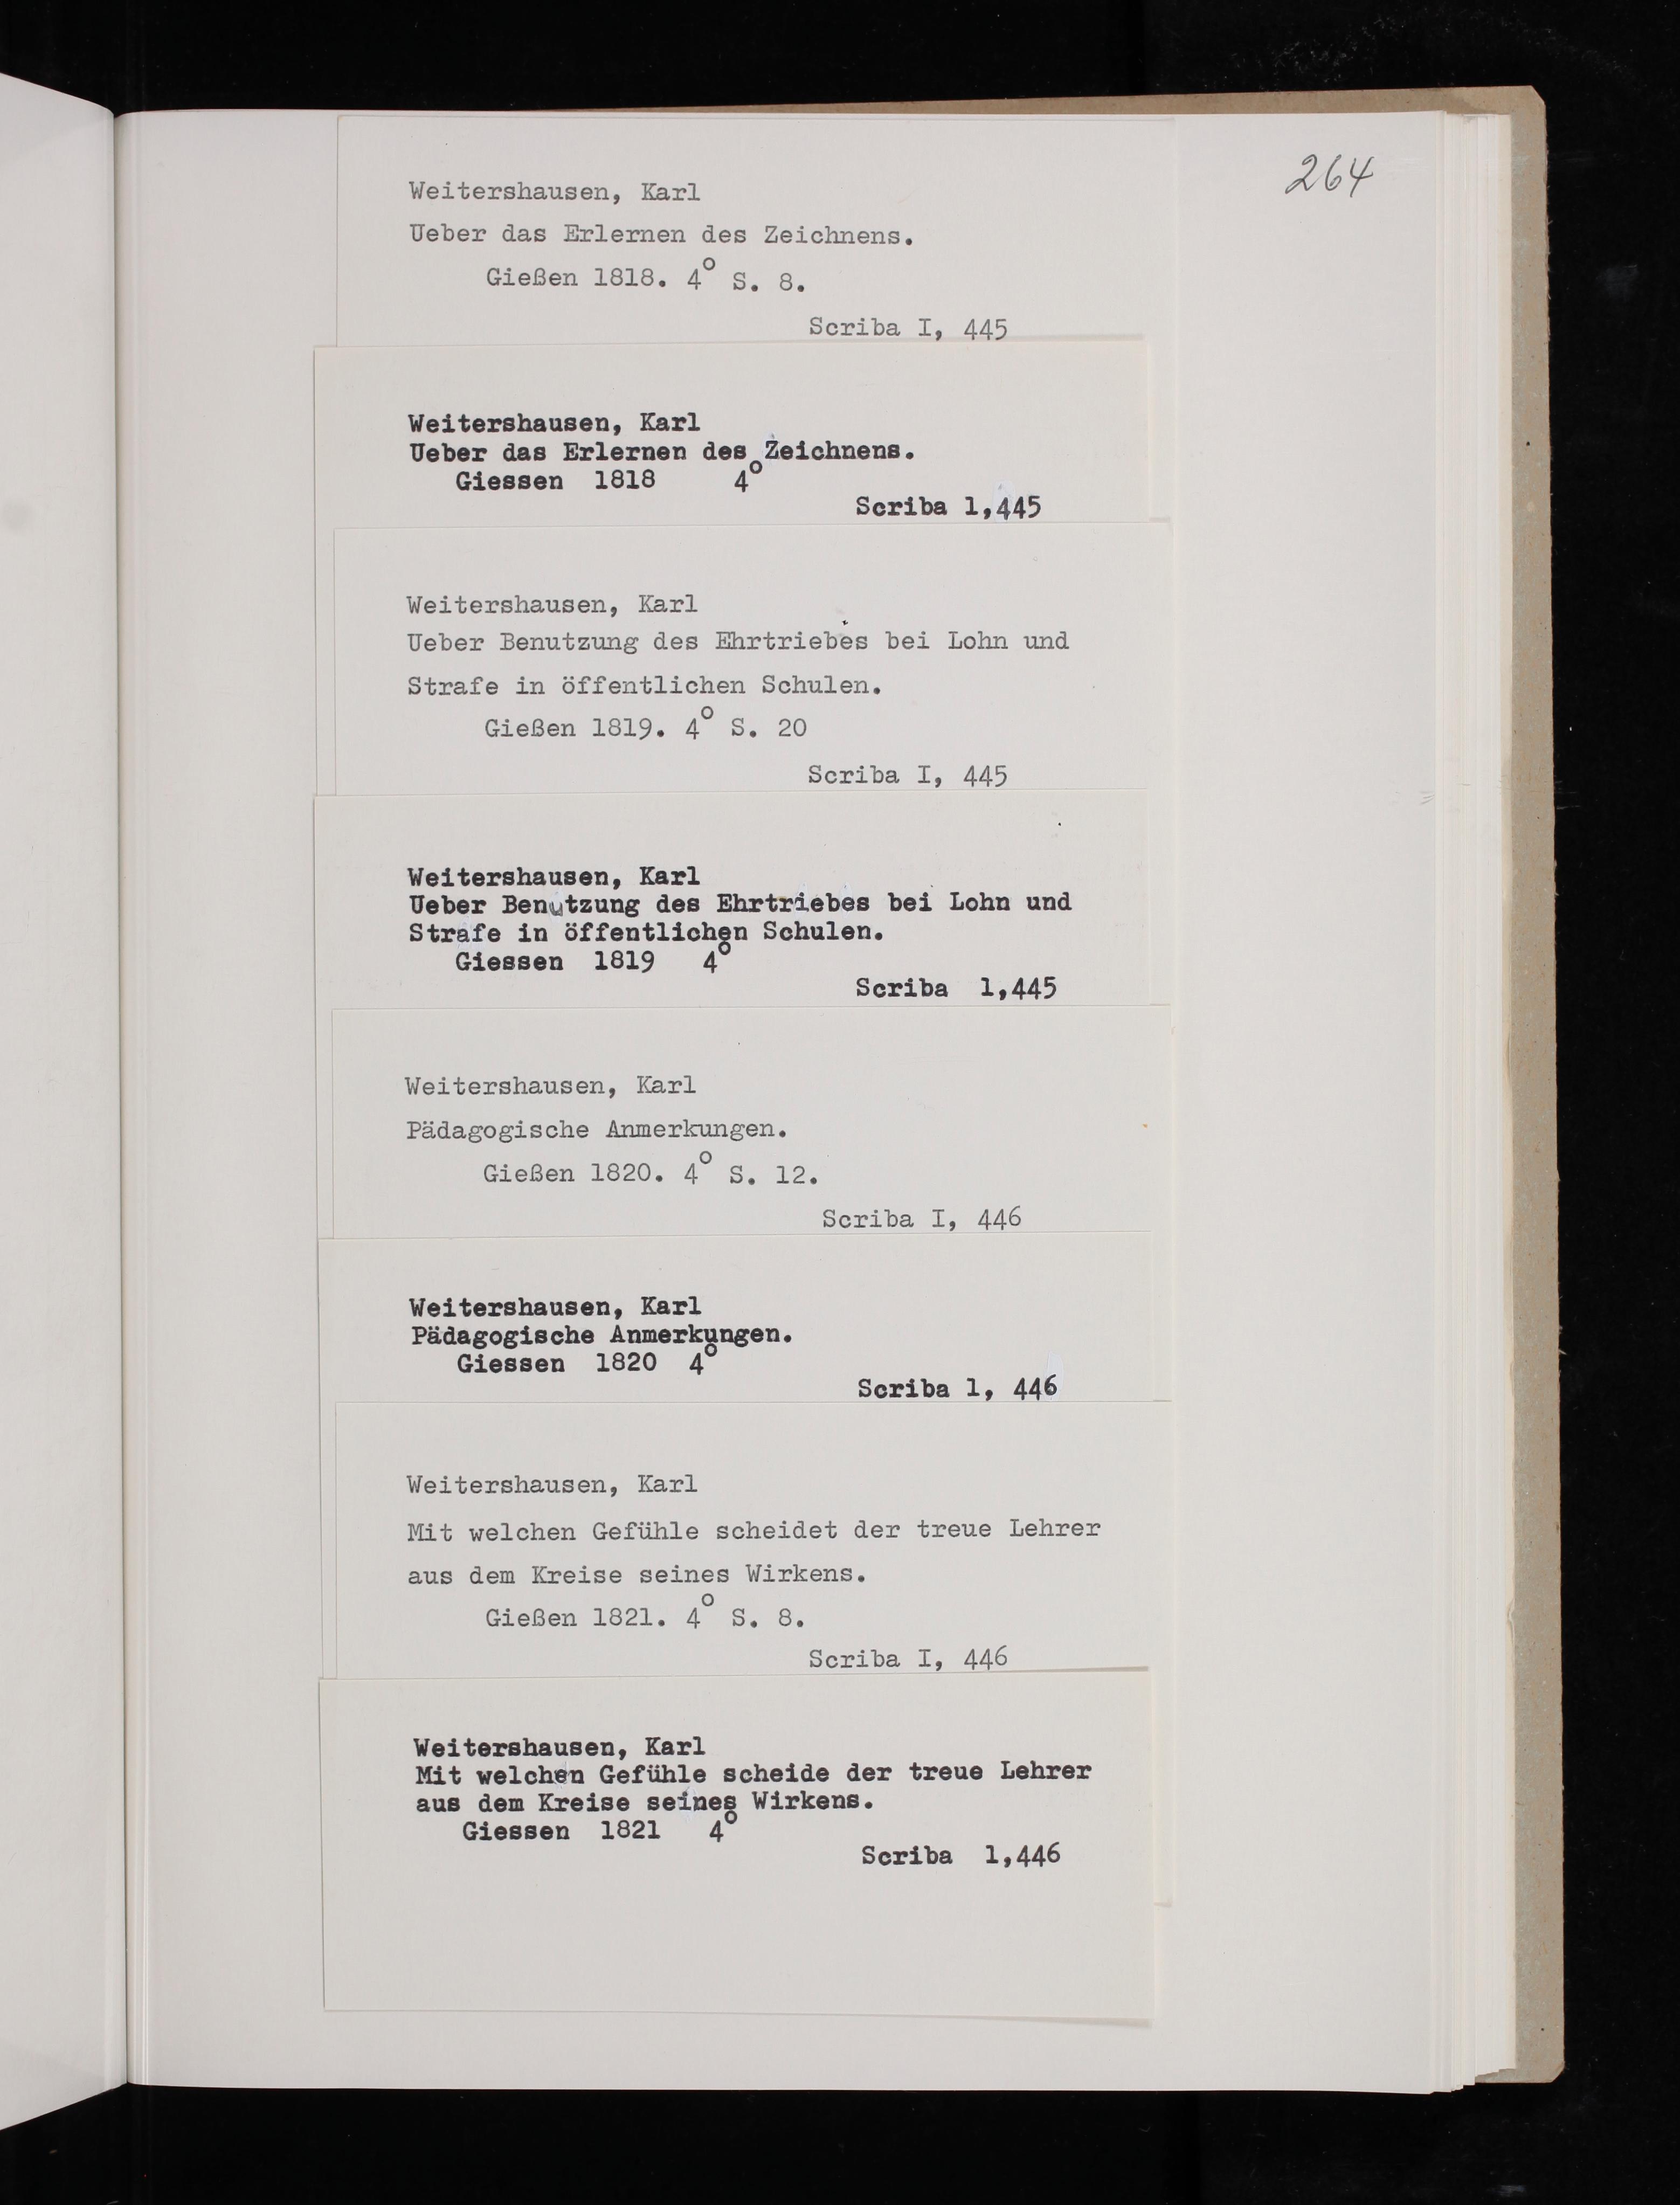 264
Weitershausen, Karl
Ueber das Erlernen des Zeichnens.
Gießen 1818. 4° S. 8.
Scriba I, 445
Weitershausen, Karl
Ueber das Erlernen des Zeichnens.
Giessen 1818 4°
Scriba 1,445
Weitershausen, Karl
Ueber Benutzung des Ehrtriebes bei Lohn und
Strafe in öffentlichen Schulen.
Gießen 1819. 4° S. 20
Scriba I, 445
Weitershausen, Karl
Ueber Benutzung des Ehrtriebes bei Lohn und
Strafe in öffentlichen Schulen.
Giessen 1819 4°
Scriba 1,445
Weitershausen, Karl
Pädagogische Anmerkungen.
Gießen 1820. 4° S. 12.
Scriba I, 446
Weitershausen, Karl
Pädagogische Anmerkungen.
Giessen 1820 4°
Scriba 1, 446
Weitershausen, Karl
Mit welchen Gefühle scheidet der treue Lehrer
aus dem Kreise seines Wirkens.
Gießen 1821. 4° S. 8.
Scriba I, 446
Weitershausen, Karl
Mit welchen Gefühle scheide der treue Lehrer
aus dem Kreise seines Wirkens.
Giessen 1821 4°
Scriba 1,446